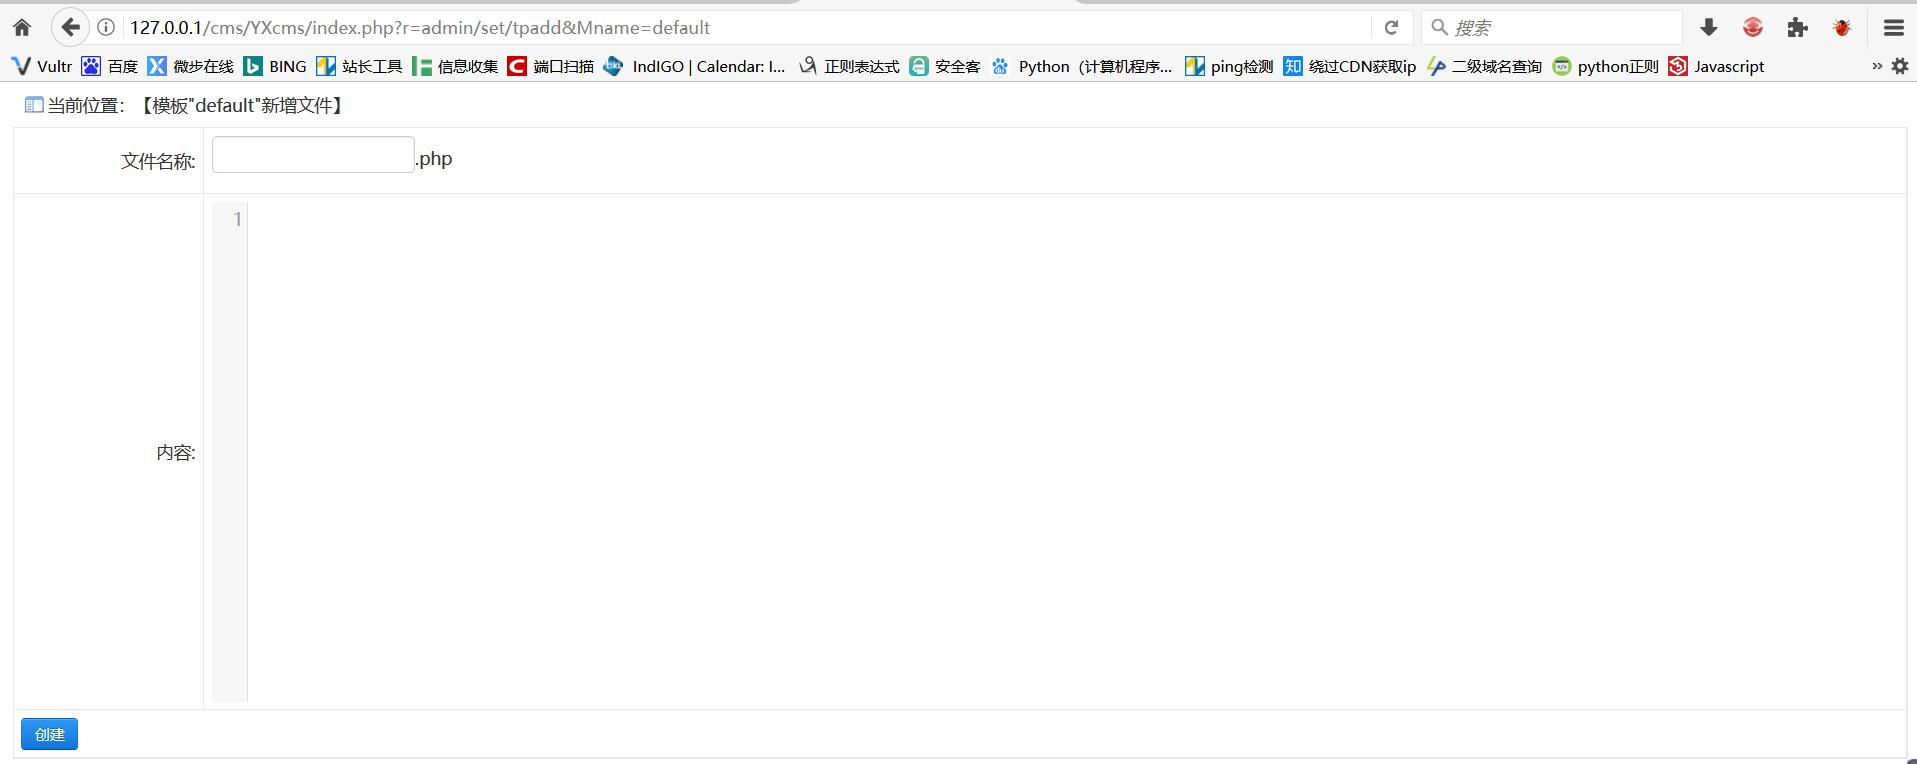 127.0.0.1/cms/YXcms/index.php?r=admin/set/tpadd&Mname=default
搜索
Vultr 百度 微步在线 BING 站长工具 信息收集 端口扫描 IndIGO | Calendar: I... 正则表达式 安全客 Python（计算机程序... ping检测 绕过CDN获取ip 二级域名查询 python正则 Javascript »
当前位置：【模板"default"新增文件】
文件名称: .php
1
内容:
创建